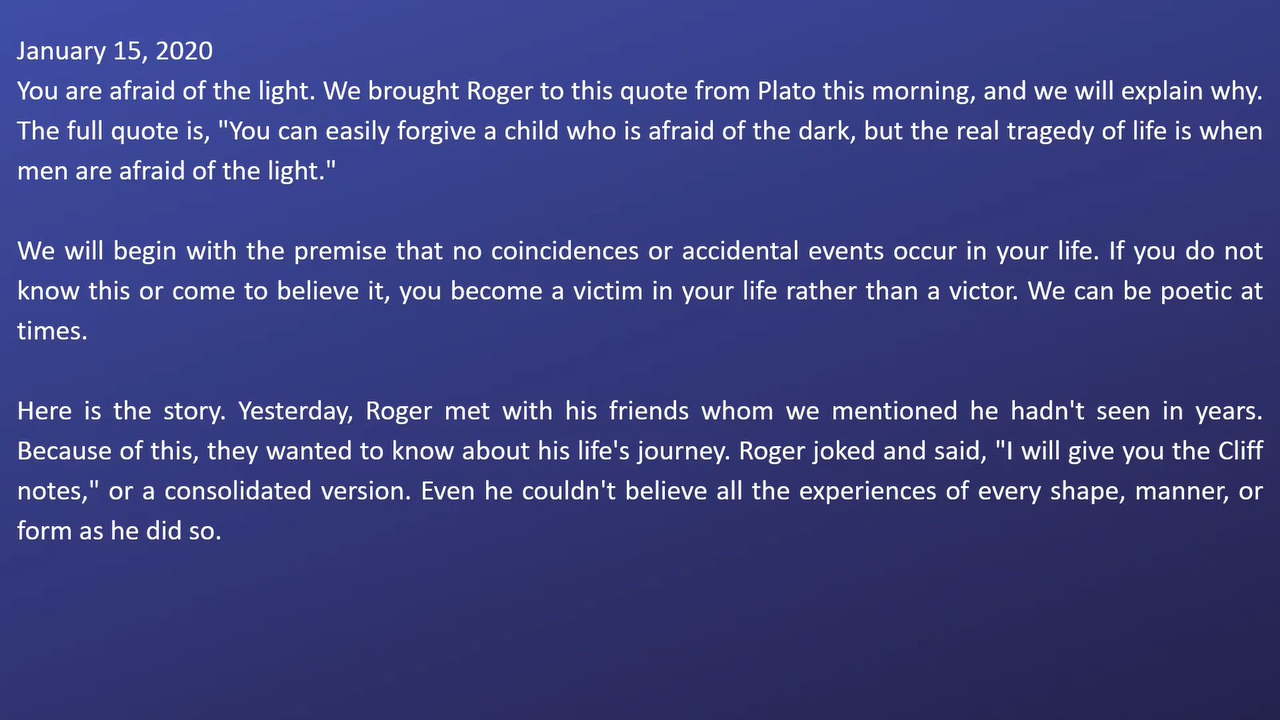 January 15, 2020
You are afraid of the light. We brought Roger to this quote from Plato this morning, and we will explain why.
The full quote is, "You can easily forgive a child who is afraid of the dark, but the real tragedy of life is when
men are afraid of the light."
We will begin with the premise that no coincidences or accidental events occur in your life. If you do not
know this or come to believe it, you become a victim in your life rather than a victor. We can be poetic at
times.
Here is the story. Yesterday, Roger met with his friends whom we mentioned he hadn't seen in years.
Because of this, they wanted to know about his life's journey. Roger joked and said, "I will give you the Cliff
notes," or a consolidated version. Even he couldn't believe all the experiences of every shape, manner, or
form as he did so.